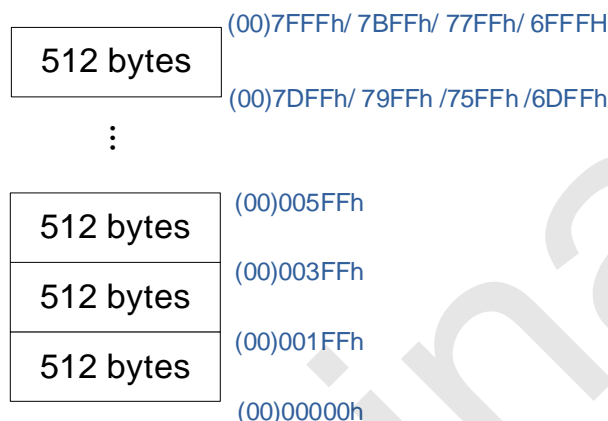 (00)7FFFh/ 7BFFh/ 77FFh/ 6FFFH
512 bytes
(00)7DFFh/ 79FFh /75FFh /6DFFh
⋮
(00)005FFh
512 bytes
(00)003FFh
512 bytes
(00)001FFh
512 bytes
(00)00000h